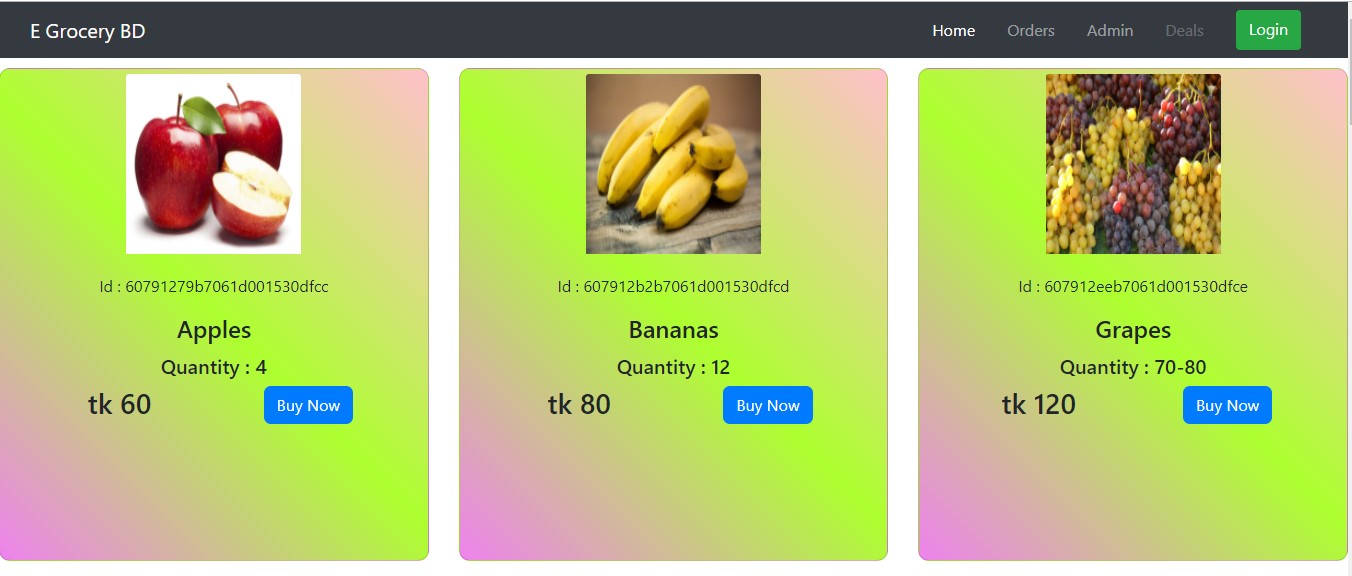 E Grocery BD
Home Orders Admin Deals Login
Id : 60791279b7061d001530dfcc
Apples
Quantity : 4
tk 60 Buy Now
Id : 607912b2b7061d001530dfcd
Bananas
Quantity : 12
tk 80 Buy Now
Id : 607912eeb7061d001530dfce
Grapes
Quantity : 70-80
tk 120 Buy Now